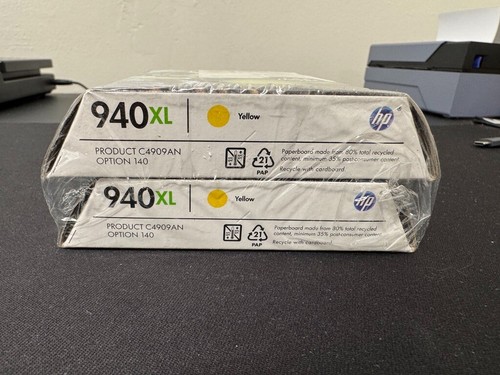 940XL
Yellow
hp
PRODUCT C4909AN
OPTION 140
21
PAP
Paperboard made from 80% total recycled
content, minimum 35% postconsumer content.
Recycle with cardboard
940XL
Yellow
hp
PRODUCT C4909AN
OPTION 140
21
PAP
Paperboard made from 80% total recycled
content, minimum 35% postconsumer content.
Recycle with cardboard.